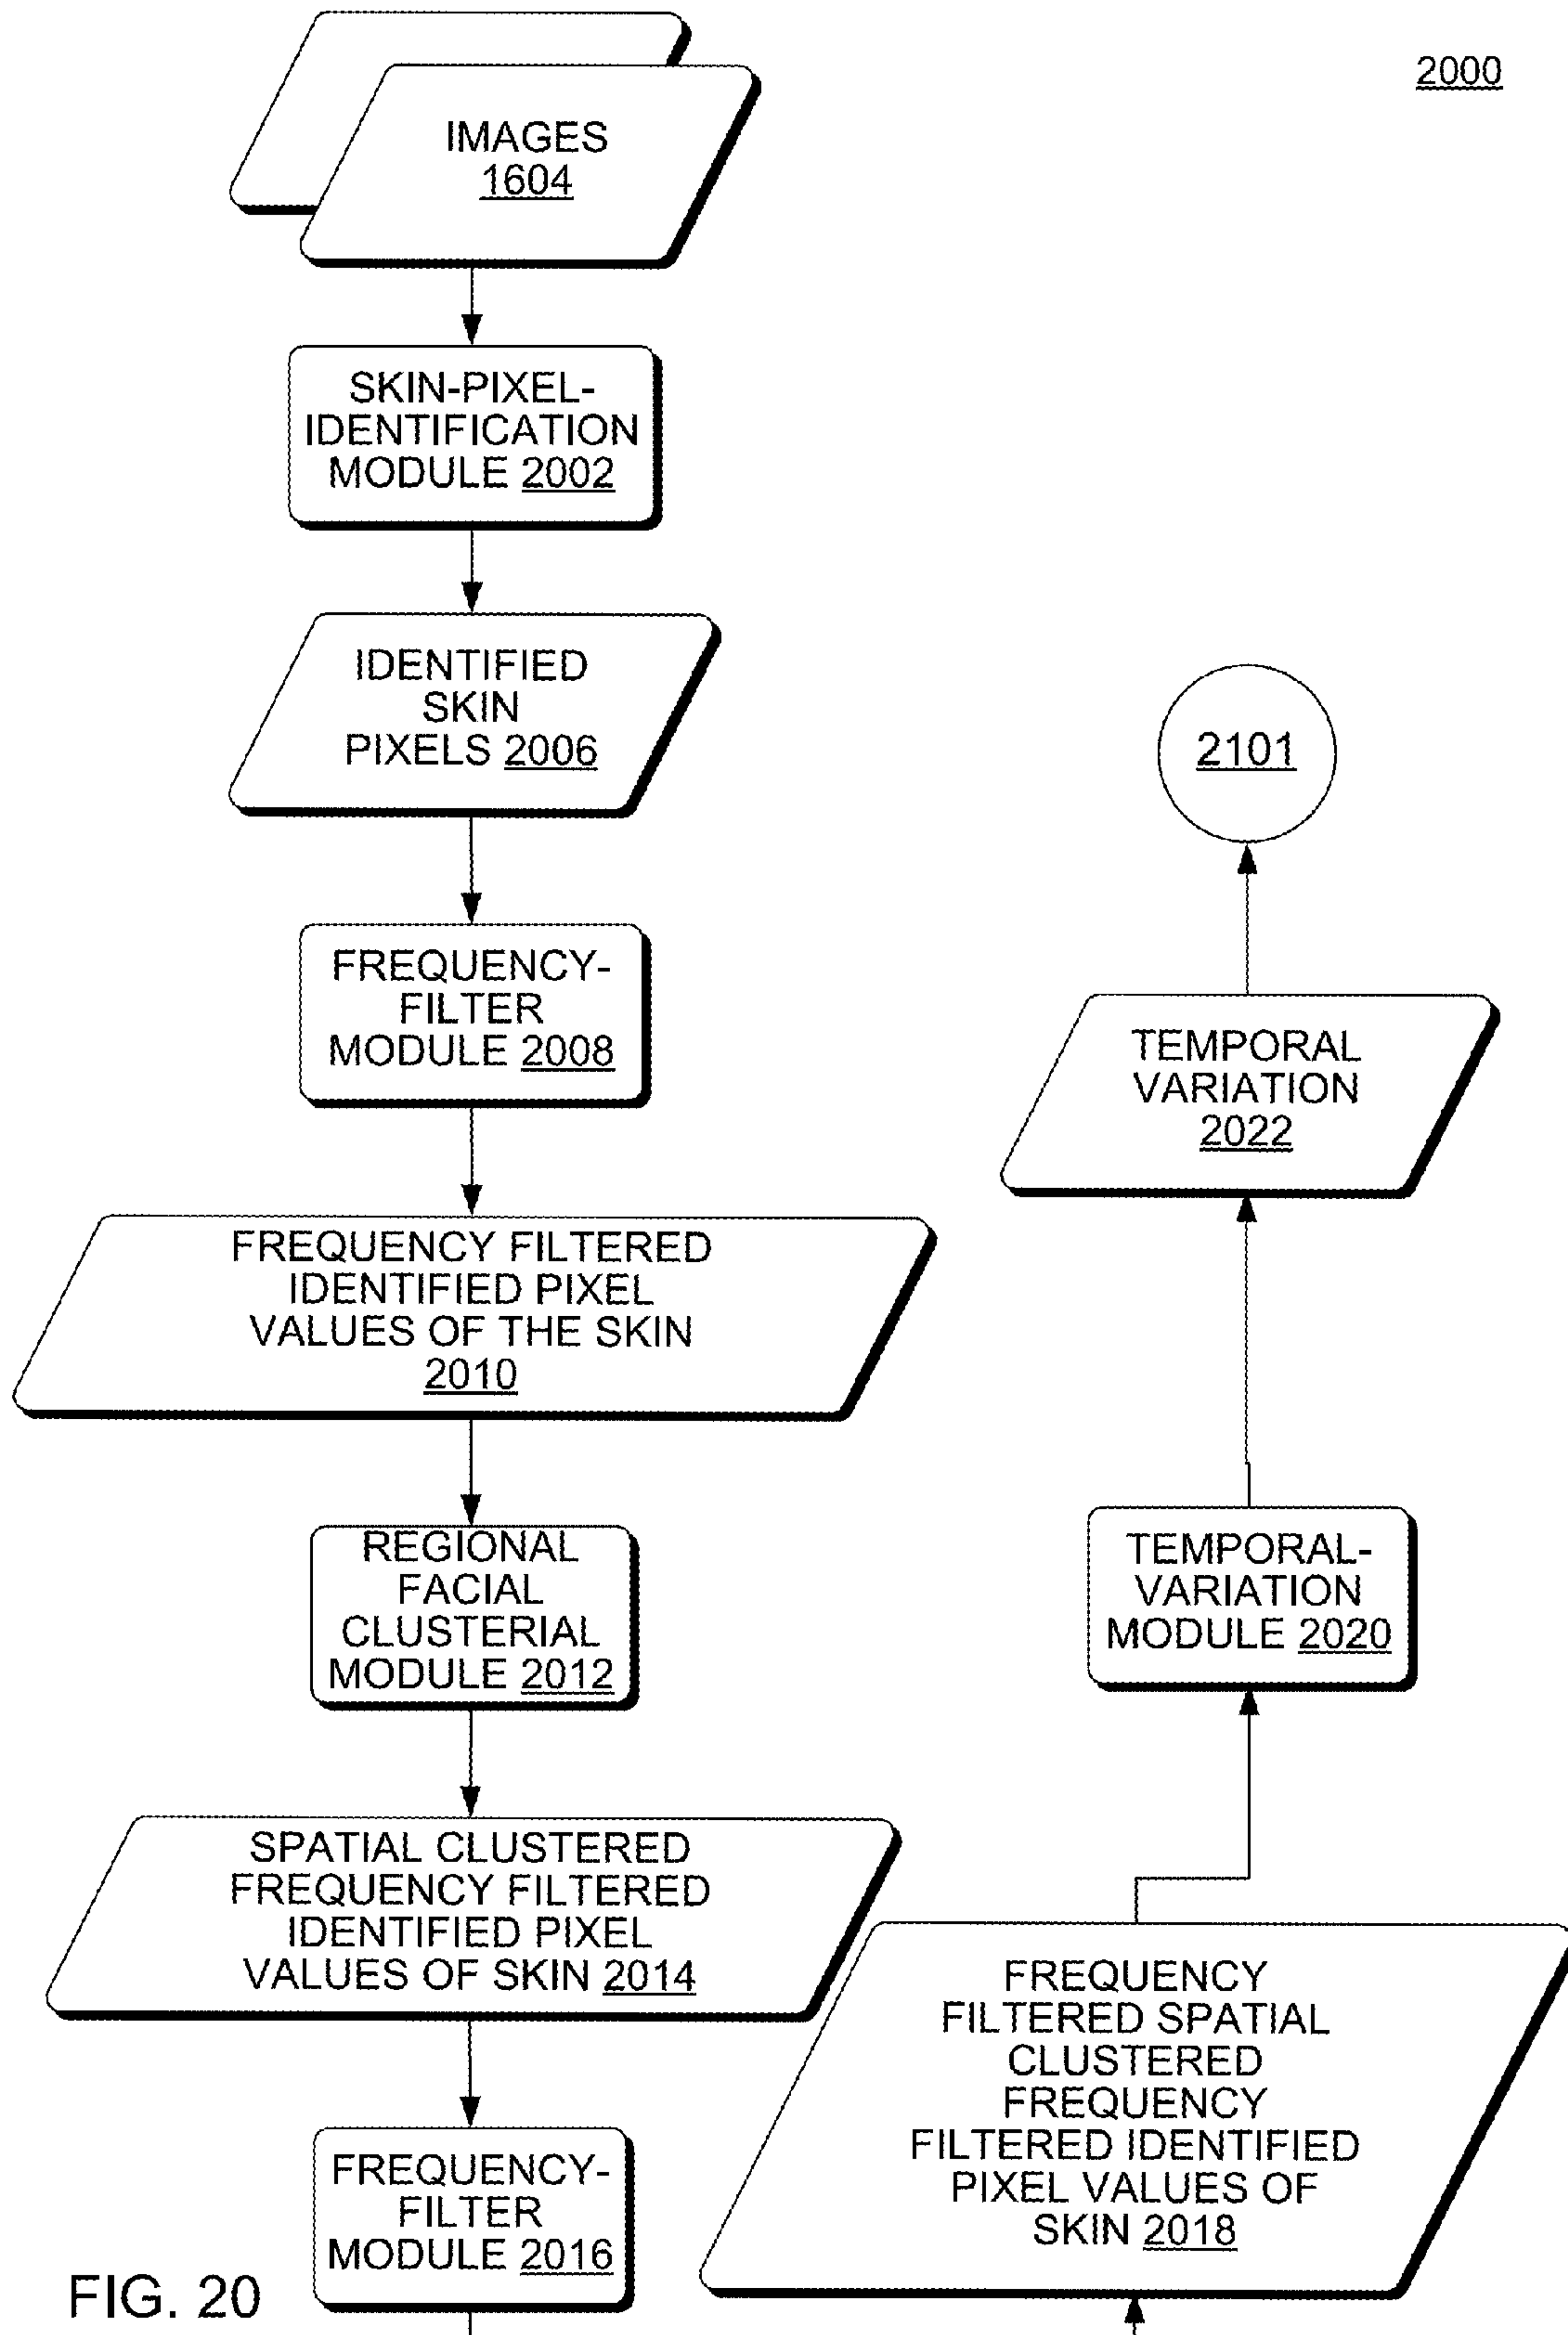 2000
IMAGES
1604
SKIN-PIXEL-
IDENTIFICATION
MODULE 2002
IDENTIFIED
SKIN
PIXELS 2006
FREQUENCY-
FILTER
MODULE 2008
FREQUENCY FILTERED
IDENTIFIED PIXEL
VALUES OF THE SKIN
2010
REGIONAL
FACIAL
CLUSTERIAL
MODULE 2012
SPATIAL CLUSTERED
FREQUENCY FILTERED
IDENTIFIED PIXEL
VALUES OF SKIN 2014
FREQUENCY-
FILTER
MODULE 2016
FREQUENCY
FILTERED SPATIAL
CLUSTERED
FREQUENCY
FILTERED IDENTIFIED
PIXEL VALUES OF
SKIN 2018
TEMPORAL-
VARIATION
MODULE 2020
TEMPORAL
VARIATION
2022
2101
FIG. 20